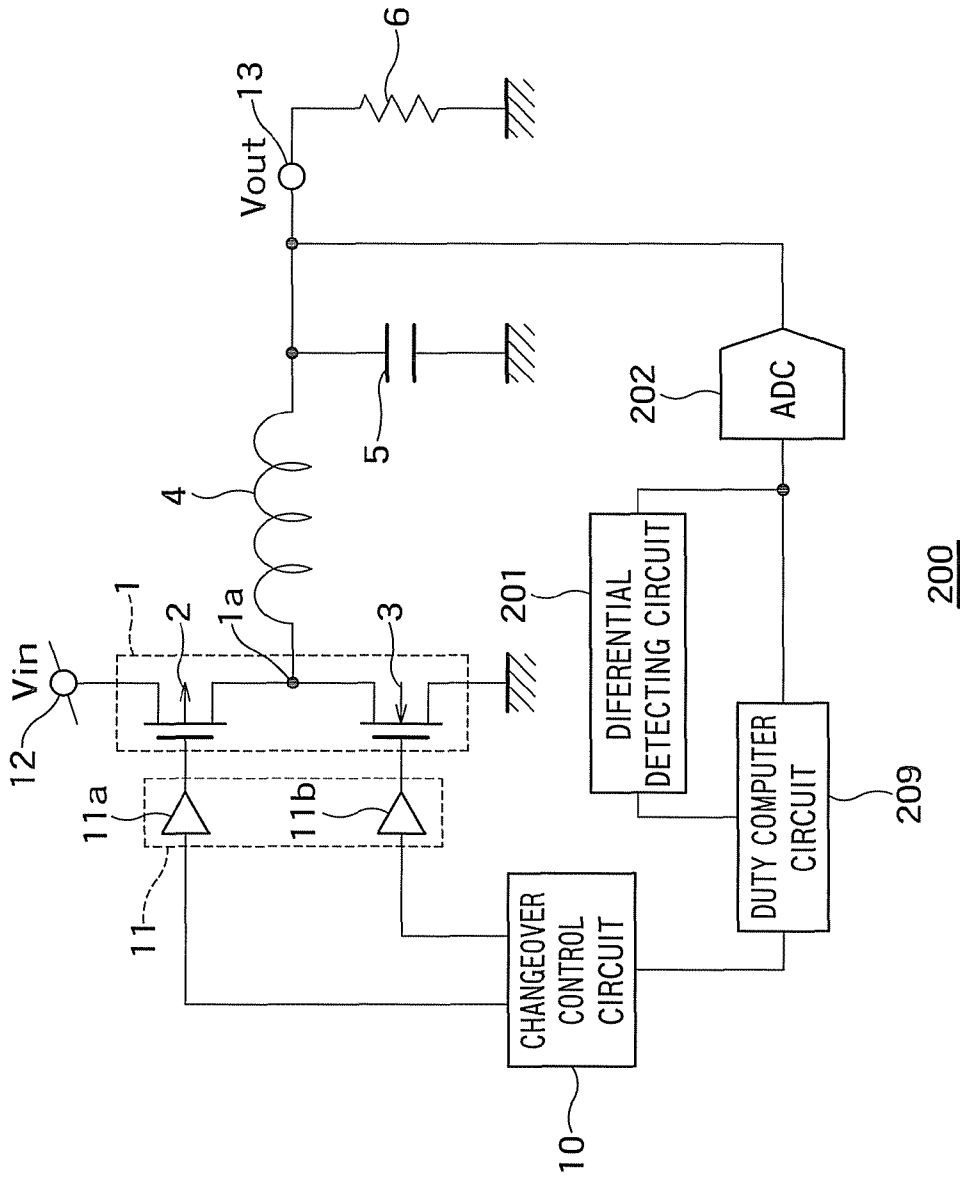 12
Vin
1
2
11a
1a
4
Vout
13
6
11
11b
3
5
CHANGEOVER
CONTROL
CIRCUIT
10
201
DIFERENTIAL
DETECTING CIRCUIT
202
ADC
DUTY COMPUTER
CIRCUIT
209
200